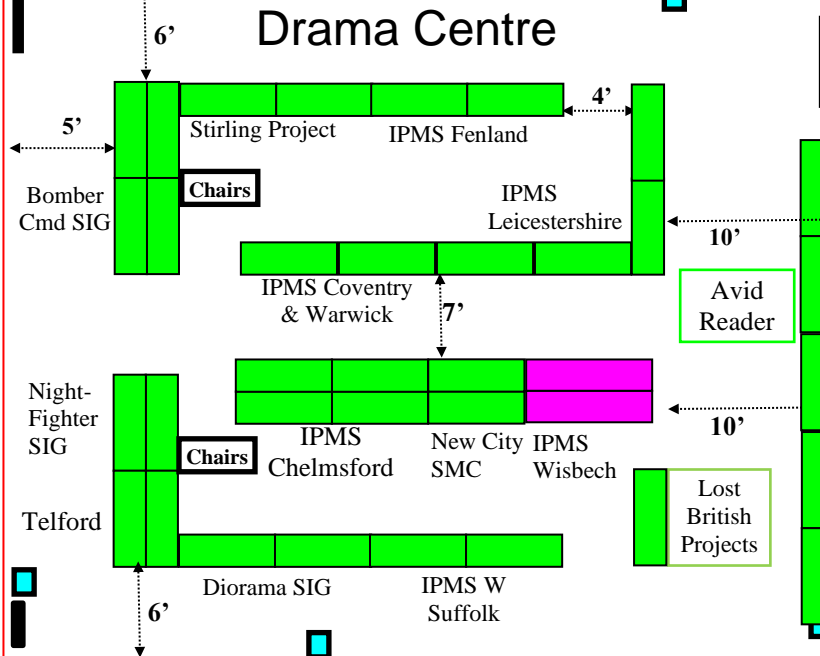 Drama Centre
6’
4’
5’
Stirling Project
IPMS Fenland
Chairs
Bomber
Cmd SIG
IPMS
Leicestershire
10’
IPMS Coventry
& Warwick
7’
Avid
Reader
Night-
Fighter
SIG
10’
IPMS
Chelmsford
New City
SMC
IPMS
Wisbech
Chairs
Telford
Lost
British
Projects
Diorama SIG
IPMS W
Suffolk
6’